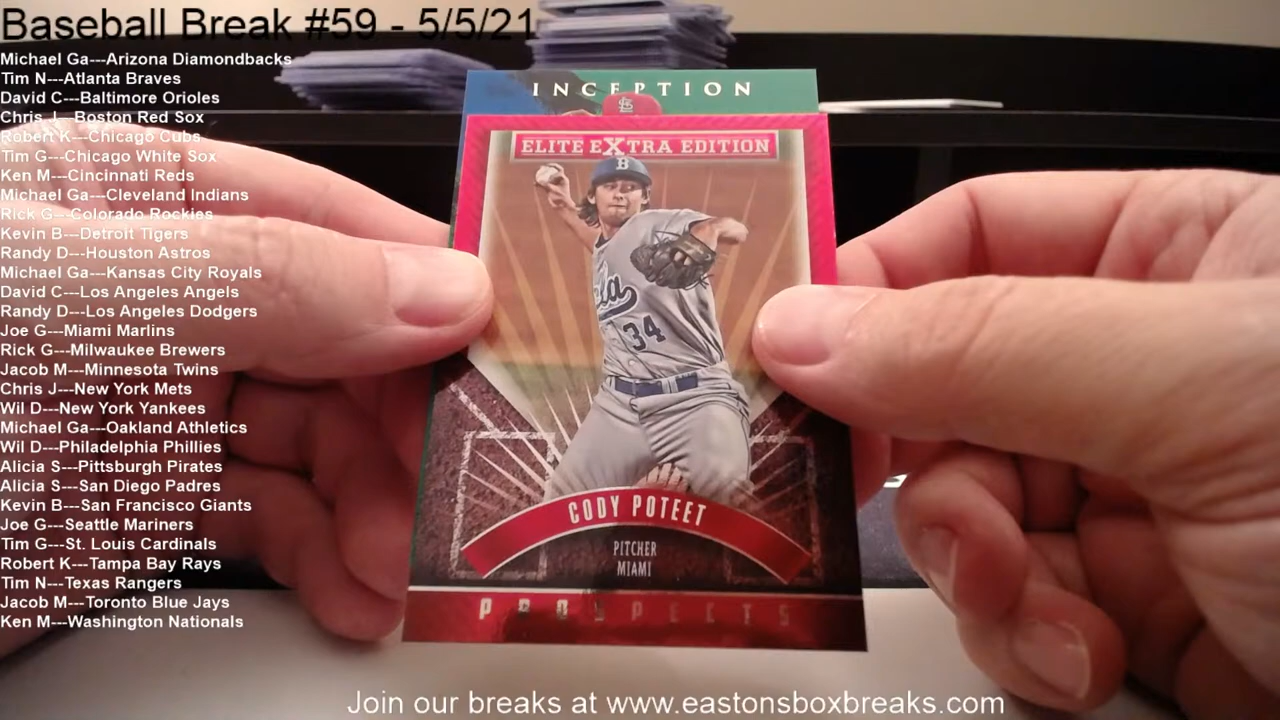 Baseball Break #59 - 5/5/21
Michael Ga---Arizona Diamondbacks
Tim N---Atlanta Braves
David C---Baltimore Orioles
Chris J---Boston Red Sox
Robert K---Chicago Cubs
Tim G---Chicago White Sox
Ken M---Cincinnati Reds
Michael Ga---Cleveland Indians
Rick G---Colorado Rockies
Kevin B---Detroit Tigers
Randy D---Houston Astros
Michael Ga---Kansas City Royals
David C---Los Angeles Angels
Randy D---Los Angeles Dodgers
Joe G---Miami Marlins
Rick G---Milwaukee Brewers
Jacob M---Minnesota Twins
Chris J---New York Mets
Wil D---New York Yankees
Michael Ga---Oakland Athletics
Wil D---Philadelphia Phillies
Alicia S---Pittsburgh Pirates
Alicia S---San Diego Padres
Kevin B---San Francisco Giants
Joe G---Seattle Mariners
Tim G---St. Louis Cardinals
Robert K---Tampa Bay Rays
Tim N---Texas Rangers
Jacob M---Toronto Blue Jays
Ken M---Washington Nationals
INCEPTION
ELITE EXTRA EDITION
B
34
CODY POTEET
PITCHER
MIAMI
PROSPECTS
Join our breaks at www.eastonsboxbreaks.com